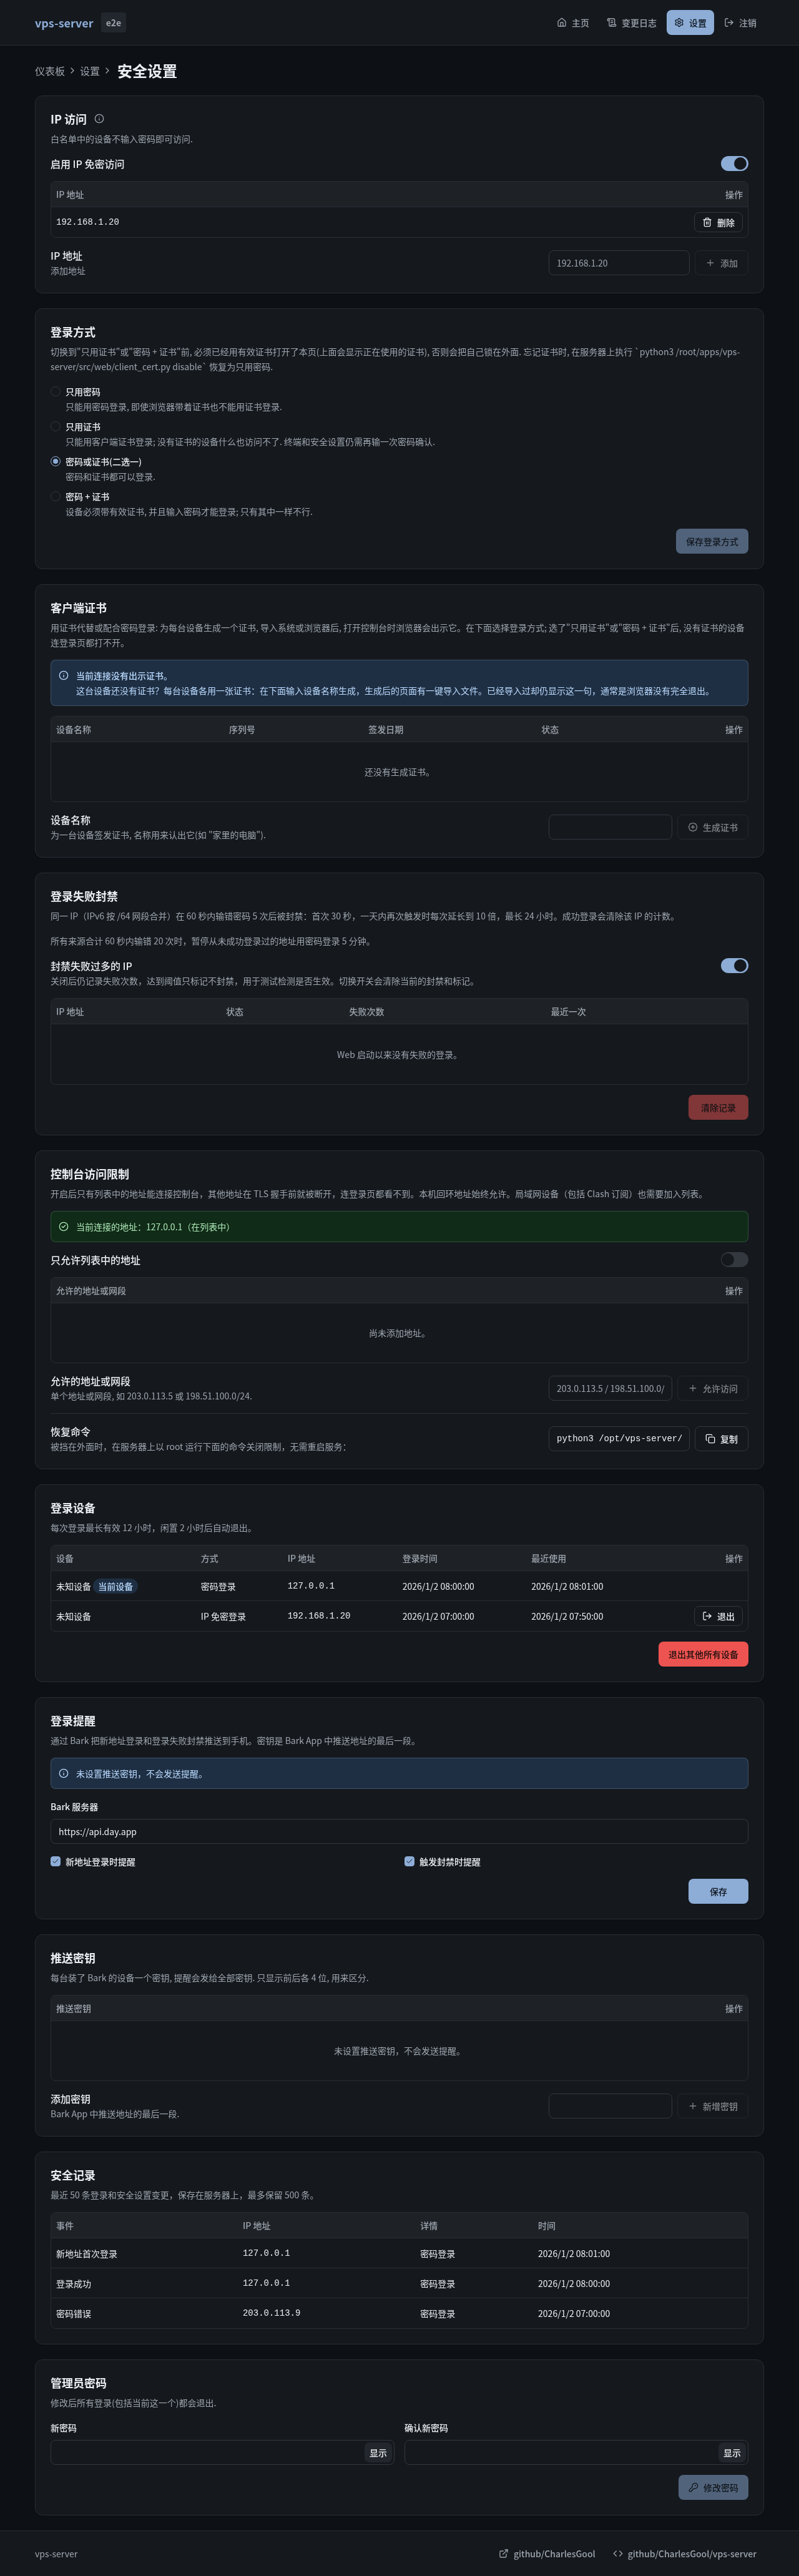 vps-server e2e 主页 变更日志 设置 注销
仪表板 设置 安全设置
IP 访问
白名单中的设备不输入密码即可访问.
启用 IP 免密访问
IP 地址 操作
192.168.1.20 删除
IP 地址
添加地址
192.168.1.20 添加
登录方式
切换到"只用证书"或"密码 + 证书"前, 必须已经用有效证书打开了本页(上面会显示正在使用的证书), 否则会把自己锁在外面. 忘记证书时, 在服务器上执行 `python3 /root/apps/vps-
server/src/web/client_cert.py disable` 恢复为只用密码.
只用密码
只能用密码登录, 即使浏览器带着证书也不能用证书登录.
只用证书
只能用客户端证书登录; 没有证书的设备什么也访问不了. 终端和安全设置仍需再输一次密码确认.
密码或证书(二选一)
密码和证书都可以登录.
密码 + 证书
设备必须带有效证书, 并且输入密码才能登录; 只有其中一样不行.
保存登录方式
客户端证书
用证书代替或配合密码登录: 为每台设备生成一个证书, 导入系统或浏览器后, 打开控制台时浏览器会出示它。在下面选择登录方式; 选了"只用证书"或"密码 + 证书"后, 没有证书的设备
连登录页都打不开。
当前连接没有出示证书。
这台设备还没有证书？每台设备各用一张证书：在下面输入设备名称生成，生成后的页面有一键导入文件。已经导入过却仍显示这一句，通常是浏览器没有完全退出。
设备名称 序列号 签发日期 状态 操作
还没有生成证书。
设备名称
为一台设备签发证书, 名称用来认出它(如 "家里的电脑").
生成证书
登录失败封禁
同一 IP（IPv6 按 /64 网段合并）在 60 秒内输错密码 5 次后被封禁：首次 30 秒，一天内再次触发时每次延长到 10 倍，最长 24 小时。成功登录会清除该 IP 的计数。
所有来源合计 60 秒内输错 20 次时，暂停从未成功登录过的地址用密码登录 5 分钟。
封禁失败过多的 IP
关闭后仍记录失败次数，达到阈值只标记不封禁，用于测试检测是否生效。切换开关会清除当前的封禁和标记。
IP 地址 状态 失败次数 最近一次
Web 启动以来没有失败的登录。
清除记录
控制台访问限制
开启后只有列表中的地址能连接控制台，其他地址在 TLS 握手前就被断开，连登录页都看不到。本机回环地址始终允许。局域网设备（包括 Clash 订阅）也需要加入列表。
当前连接的地址：127.0.0.1（在列表中）
只允许列表中的地址
允许的地址或网段 操作
尚未添加地址。
允许的地址或网段
单个地址或网段, 如 203.0.113.5 或 198.51.100.0/24.
203.0.113.5 / 198.51.100.0/ 允许访问
恢复命令
被挡在外面时，在服务器上以 root 运行下面的命令关闭限制，无需重启服务：
python3 /opt/vps-server/ 复制
登录设备
每次登录最长有效 12 小时，闲置 2 小时后自动退出。
设备 方式 IP 地址 登录时间 最近使用 操作
未知设备 当前设备 密码登录 127.0.0.1 2026/1/2 08:00:00 2026/1/2 08:01:00
未知设备 IP 免密登录 192.168.1.20 2026/1/2 07:00:00 2026/1/2 07:50:00 退出
退出其他所有设备
登录提醒
通过 Bark 把新地址登录和登录失败封禁推送到手机。密钥是 Bark App 中推送地址的最后一段。
未设置推送密钥，不会发送提醒。
Bark 服务器
https://api.day.app
新地址登录时提醒 触发封禁时提醒
保存
推送密钥
每台装了 Bark 的设备一个密钥, 提醒会发给全部密钥. 只显示前后各 4 位, 用来区分.
推送密钥 操作
未设置推送密钥，不会发送提醒。
添加密钥
Bark App 中推送地址的最后一段.
新增密钥
安全记录
最近 50 条登录和安全设置变更，保存在服务器上，最多保留 500 条。
事件 IP 地址 详情 时间
新地址首次登录 127.0.0.1 密码登录 2026/1/2 08:01:00
登录成功 127.0.0.1 密码登录 2026/1/2 08:00:00
密码错误 203.0.113.9 密码登录 2026/1/2 07:00:00
管理员密码
修改后所有登录(包括当前这一个)都会退出.
新密码 确认新密码
显示 显示
修改密码
vps-server github/CharlesGool github/CharlesGool/vps-server